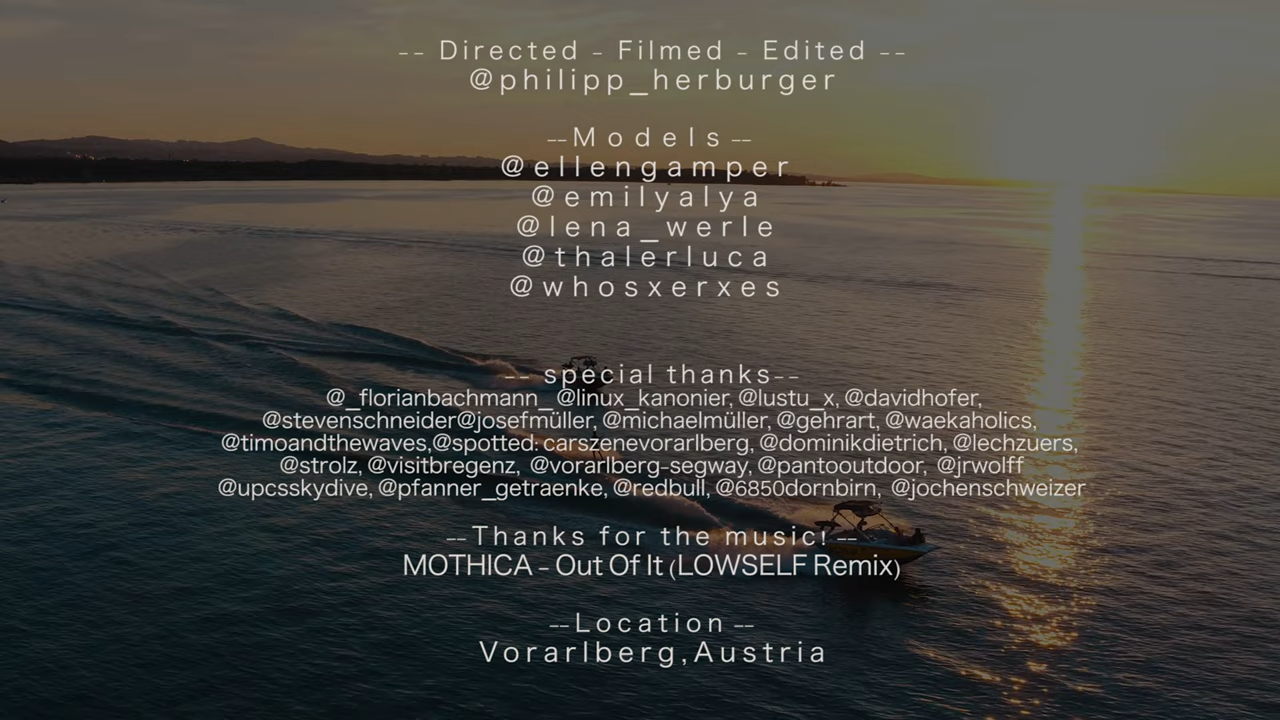 -- Directed - Filmed - Edited --
@philipp_herburger
--Models--
@ellengamper
@emilyalya
@lena_werle
@thalerluca
@whosxerxes
-- special thanks--
@_florianbachmann_ @linux_kanonier, @lustu_x, @davidhofer,
@stevenschneider@josefmüller, @michaelmüller, @gehrart, @waekaholics,
@timoandthewaves,@spotted: carszenevorarlberg, @dominikdietrich, @lechzuers,
@strolz, @visitbregenz, @vorarlberg-segway, @pantooutdoor, @jrwolff
@upcsskydive, @pfanner_getraenke, @redbull, @6850dornbirn, @jochenschweizer
--Thanks for the music! --
MOTHICA - Out Of It (LOWSELF Remix)
--Location --
Vorarlberg,Austria